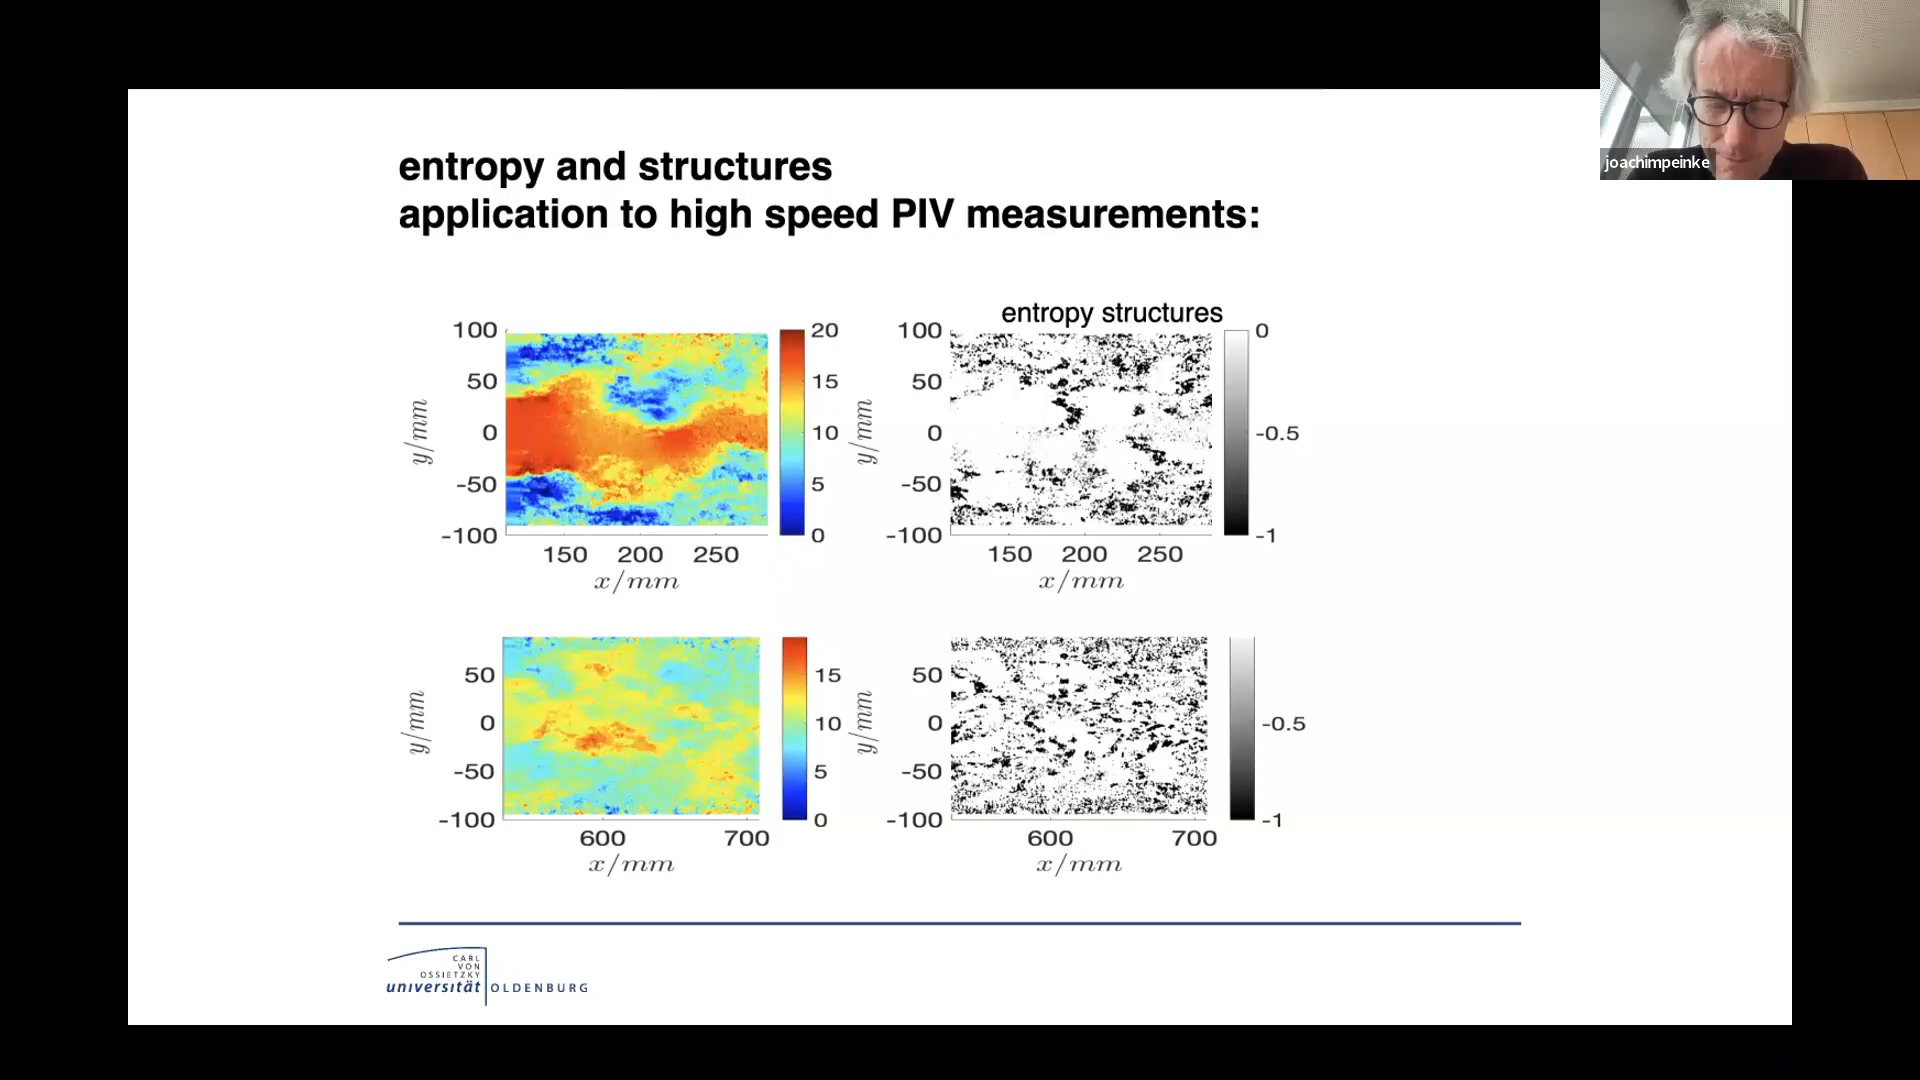 joachimpeinke
entropy and structures
application to high speed PIV measurements:
entropy structures
100
50
0
-50
-100
y/mm
150 200 250
x/mm
20
15
10
5
0
100
50
0
-50
-100
y/mm
150 200 250
x/mm
0
-0.5
-1
50
0
-50
-100
y/mm
600 700
x/mm
15
10
5
0
50
0
-50
-100
y/mm
600 700
x/mm
-0.5
-1
CARL
VON
OSSIETZKY
universität OLDENBURG